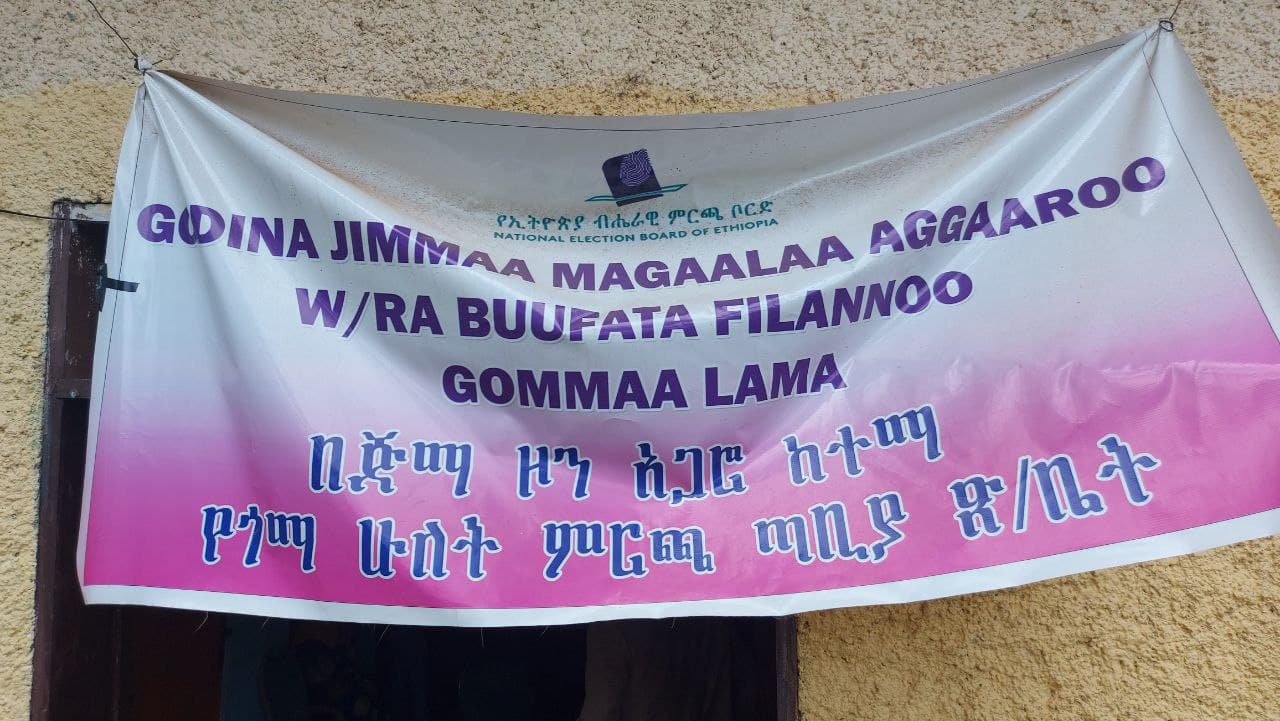 የኢትዮጵያ ብሔራዊ ምርጫ ቦርድ
NATIONAL ELECTION BOARD OF ETHIOPIA
GODINA JIMMAA MAGAALAA AGGAAROO
W/RA BUUFATA FILANNOO
GOMMAA LAMA
በጅማ ዞን አጋሮ ከተማ
የጎማ ሁለት ምርጫ ጣቢያ ጽ/ቤት